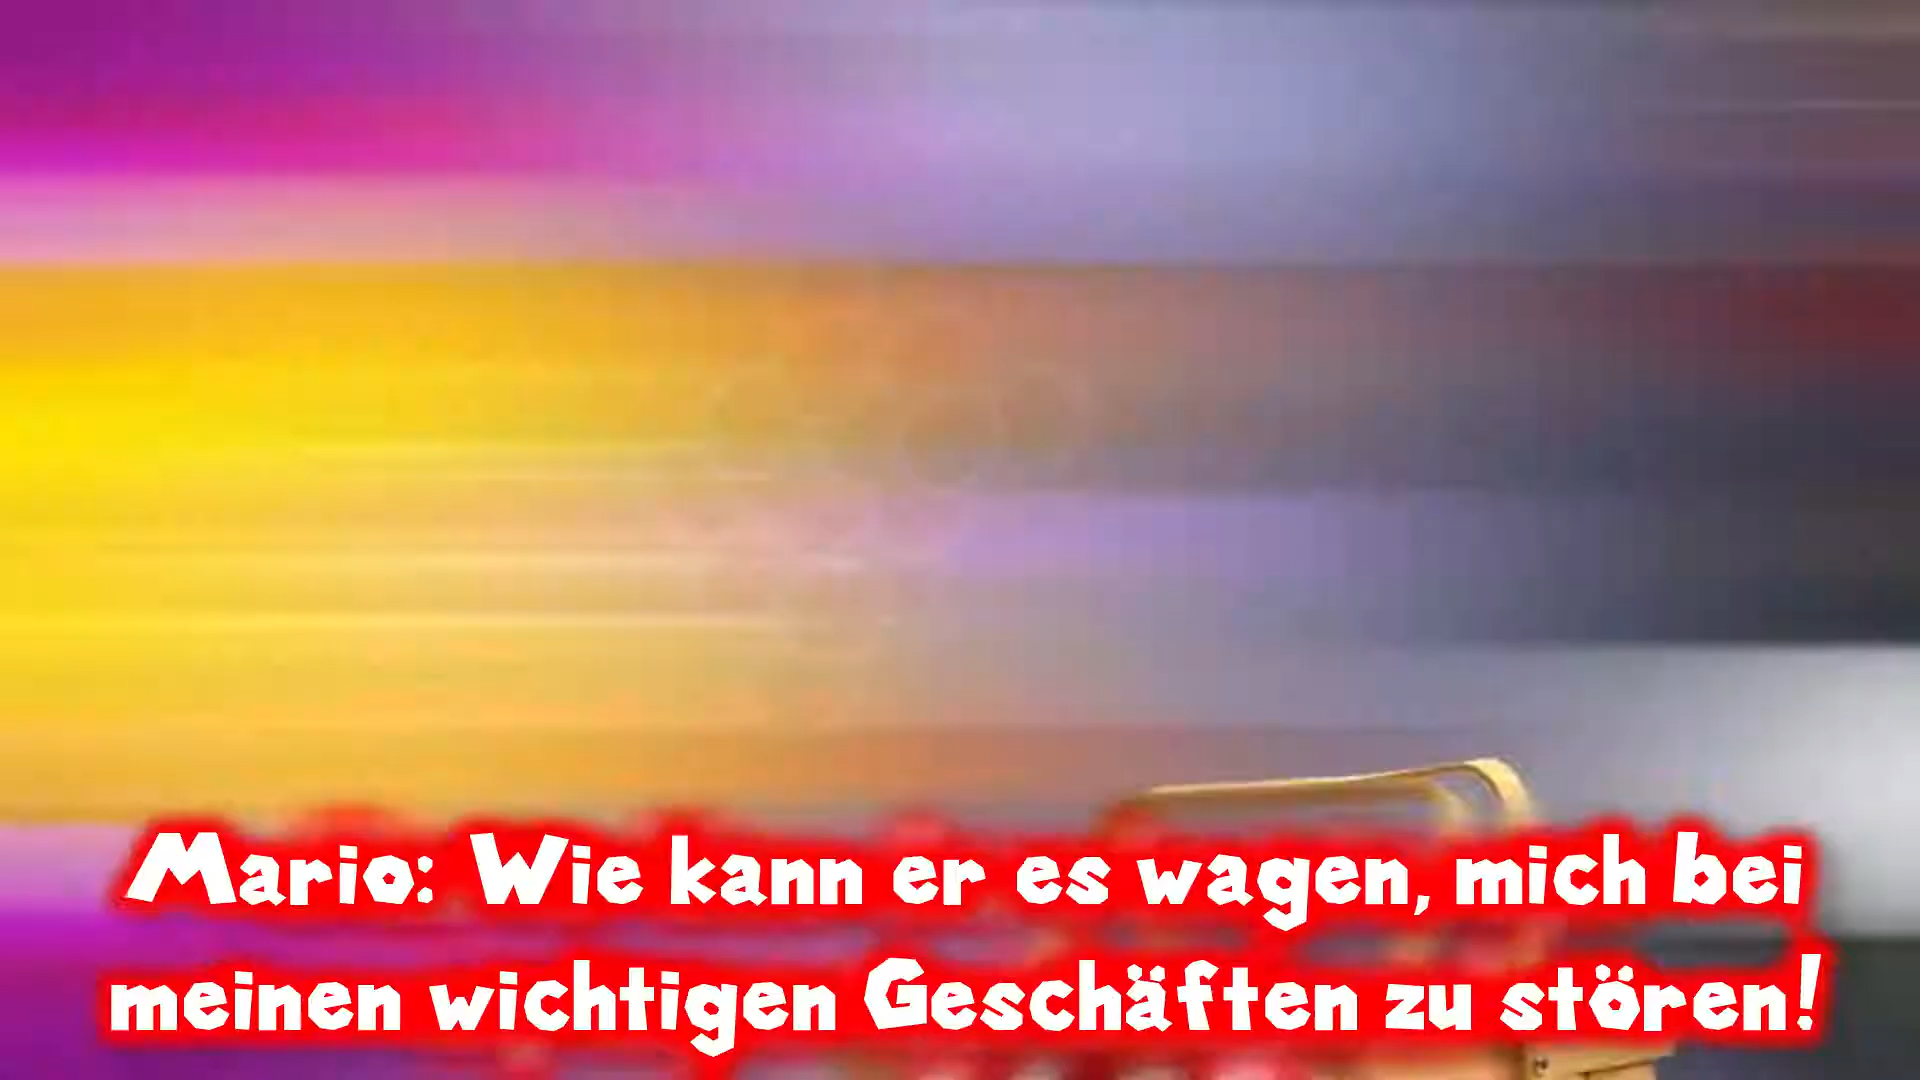 Mario: Wie kann er es wagen, mich bei
meinen wichtigen Geschäften zu stören!